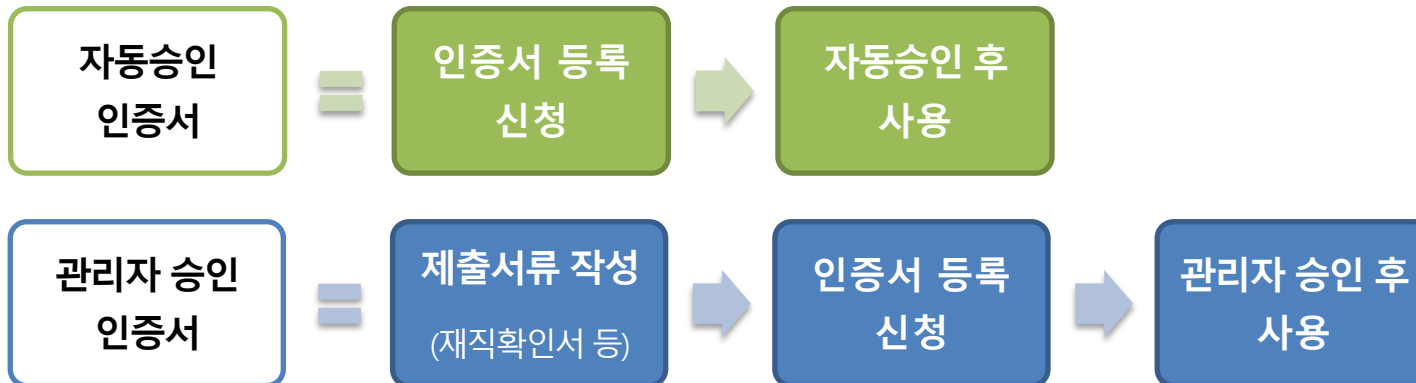 자동승인
인증서
인증서 등록
신청
자동승인 후
사용
관리자 승인
인증서
제출서류 작성
(재직확인서 등)
인증서 등록
신청
관리자 승인 후
사용